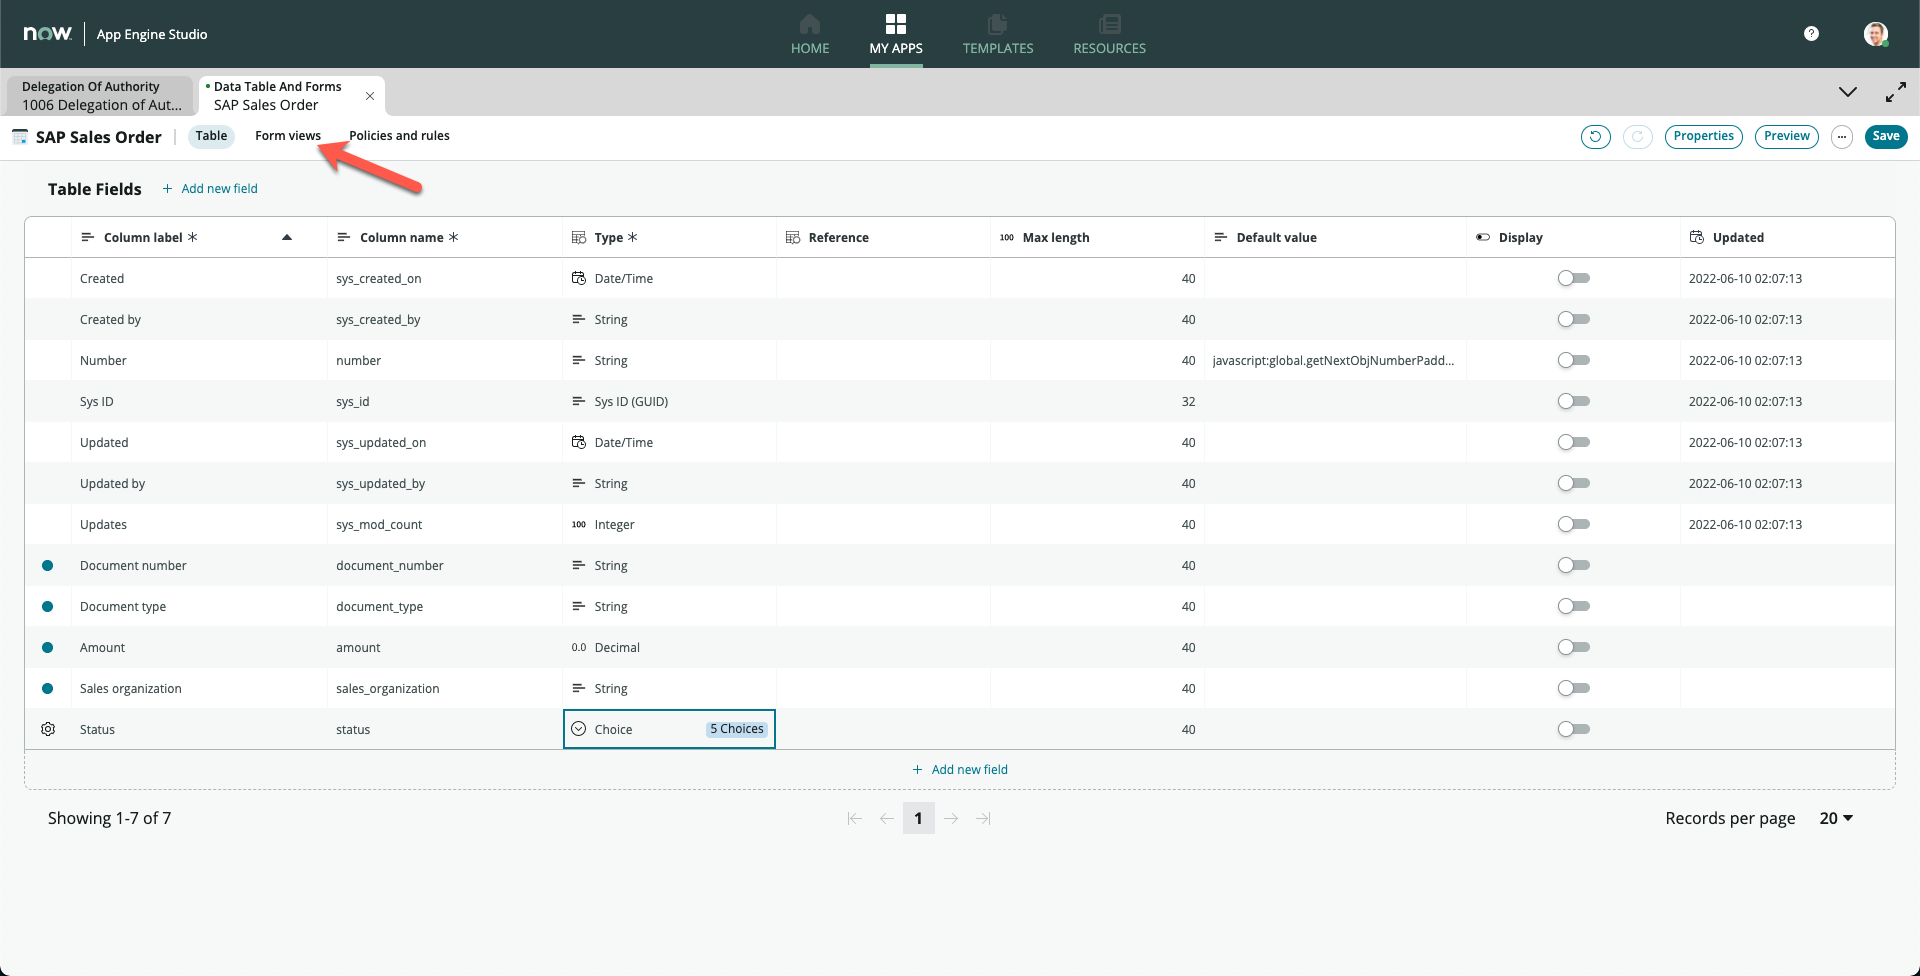 now.
App Engine Studio
HOME
MY APPS
TEMPLATES
RESOURCES
?
Delegation Of Authority
1006 Delegation of Aut...
Data Table And Forms
SAP Sales Order
SAP Sales Order
Table
Form views
Policies and rules
Properties
Preview
...
Save
Table Fields
+ Add new field
Column label *
Column name *
Type *
Reference
100 Max length
Default value
Display
Updated
Created sys_created_on Date/Time 40 2022-06-10 02:07:13
Created by sys_created_by String 40 2022-06-10 02:07:13
Number number String 40 javascript:global.getNextObjNumberPadd... 2022-06-10 02:07:13
Sys ID sys_id Sys ID (GUID) 32 2022-06-10 02:07:13
Updated sys_updated_on Date/Time 40 2022-06-10 02:07:13
Updated by sys_updated_by String 40 2022-06-10 02:07:13
Updates sys_mod_count 100 Integer 40 2022-06-10 02:07:13
Document number document_number String 40
Document type document_type String 40
Amount amount 0.0 Decimal 40
Sales organization sales_organization String 40
Status status Choice 5 Choices 40
+ Add new field
Showing 1-7 of 7
1
Records per page 20